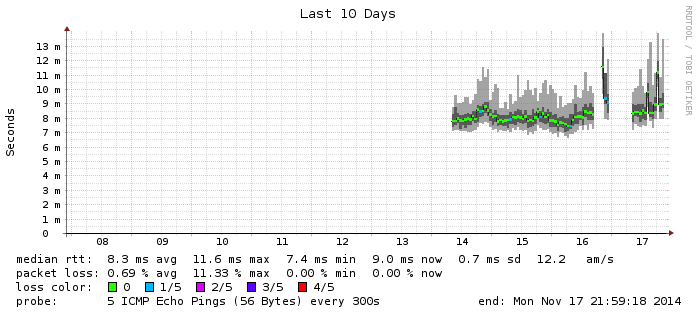 Last 10 Days
RRDTOOL / TOBI OETIKER
Seconds
13 m
12 m
11 m
10 m
9 m
8 m
7 m
6 m
5 m
4 m
3 m
2 m
1 m
0
08 09 10 11 12 13 14 15 16 17
median rtt: 8.3 ms avg 11.6 ms max 7.4 ms min 9.0 ms now 0.7 ms sd 12.2 am/s
packet loss: 0.69 % avg 11.33 % max 0.00 % min 0.00 % now
loss color: 0 1/5 2/5 3/5 4/5
probe: 5 ICMP Echo Pings (56 Bytes) every 300s end: Mon Nov 17 21:59:18 2014